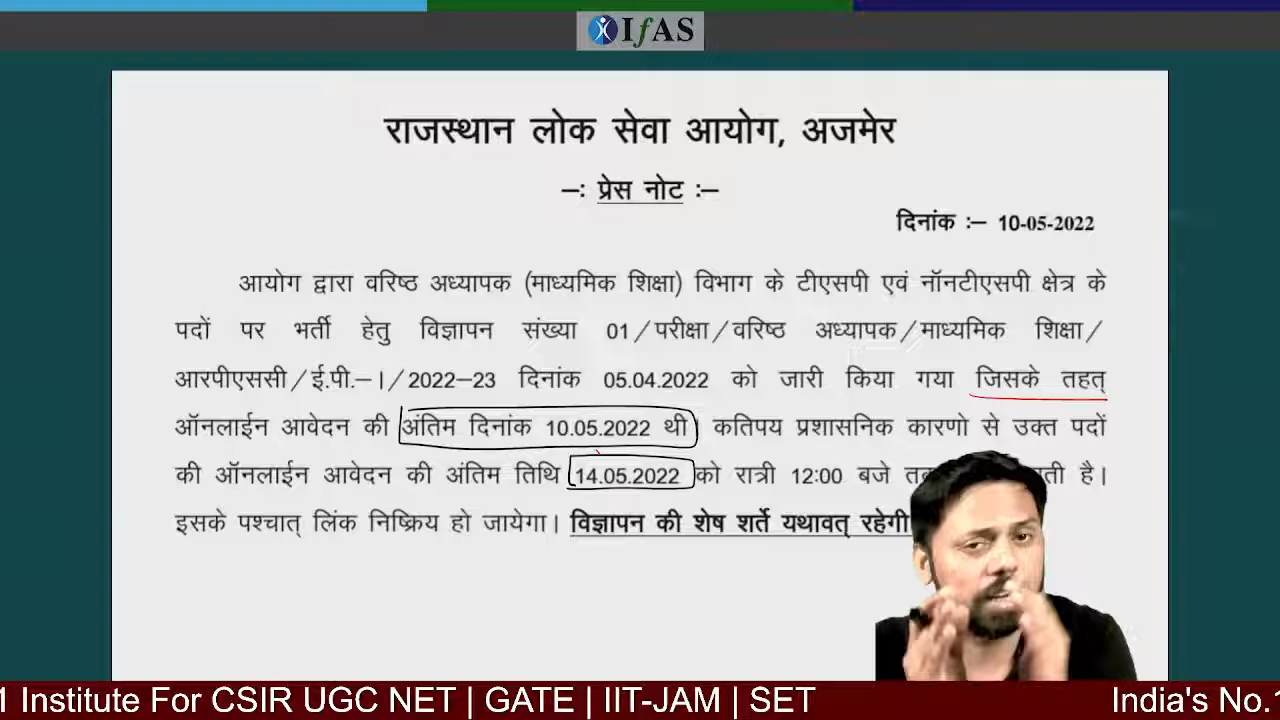 IfAS
राजस्थान लोक सेवा आयोग, अजमेर
–: प्रेस नोट :–
दिनांक :– 10-05-2022
आयोग द्वारा वरिष्ठ अध्यापक (माध्यमिक शिक्षा) विभाग के टीएसपी एवं नॉनटीएसपी क्षेत्र के
पदों पर भर्ती हेतु विज्ञापन संख्या 01/परीक्षा/वरिष्ठ अध्यापक/माध्यमिक शिक्षा/
आरपीएससी/ई.पी.–I/2022–23 दिनांक 05.04.2022 को जारी किया गया जिसके तहत्
ऑनलाईन आवेदन की अंतिम दिनांक 10.05.2022 थी। कतिपय प्रशासनिक कारणो से उक्त पदों
की ऑनलाईन आवेदन की अंतिम तिथि 14.05.2022 को रात्री 12:00 बजे है।
इसके पश्चात् लिंक निष्क्रिय हो जायेगा। विज्ञापन की शेष शर्ते यथावत् रहेगी
1 Institute For CSIR UGC NET | GATE | IIT-JAM | SET India's No.1